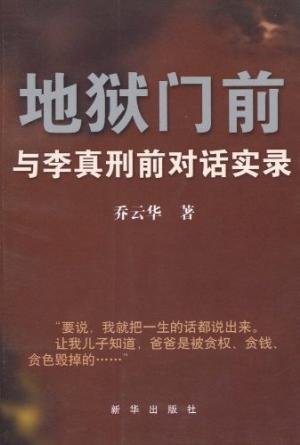 地狱门前
与李真刑前对话实录
乔云华 著
“要说，我就把一生的话都说出来。
让我儿子知道，爸爸是被贪权、贪钱、
贪色毁掉的……”
新华出版社